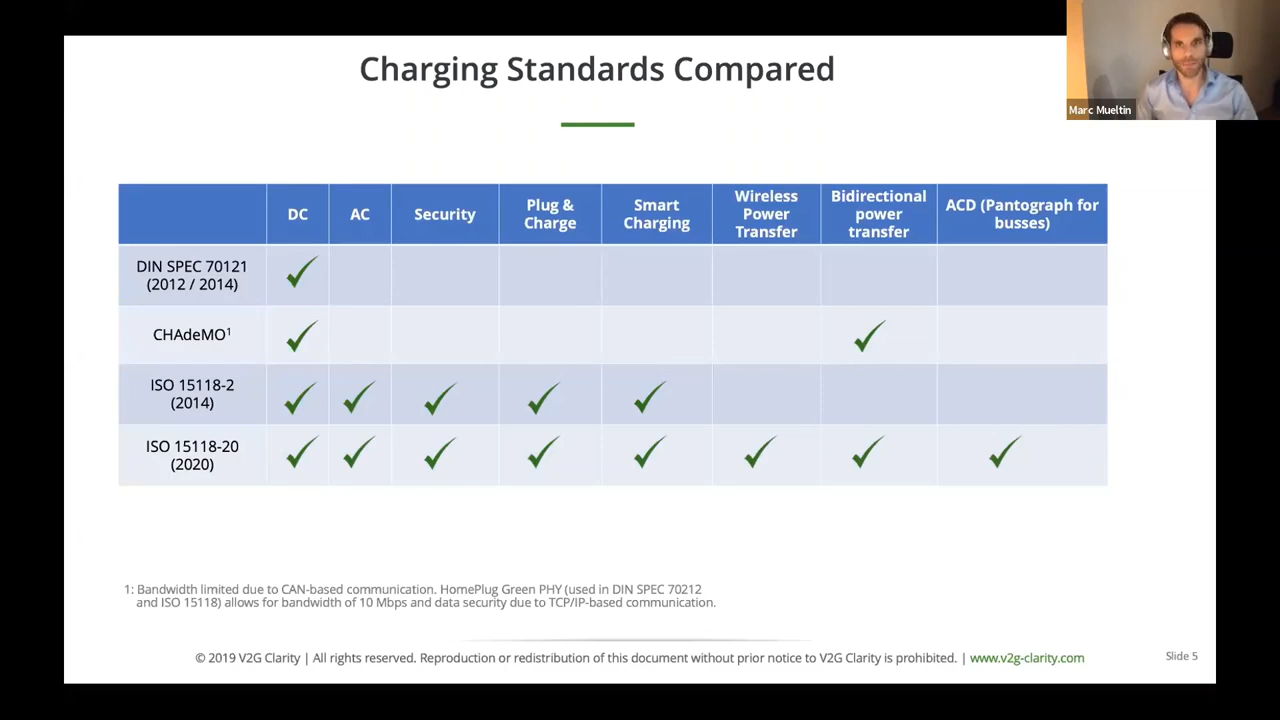 Charging Standards Compared
Marc Mueltin
DC
AC
Security
Plug &
Charge
Smart
Charging
Wireless
Power
Transfer
Bidirectional
power
transfer
ACD (Pantograph for
busses)
DIN SPEC 70121
(2012 / 2014)
CHAdeMO¹
ISO 15118-2
(2014)
ISO 15118-20
(2020)
1: Bandwidth limited due to CAN-based communication. HomePlug Green PHY (used in DIN SPEC 70212
and ISO 15118) allows for bandwidth of 10 Mbps and data security due to TCP/IP-based communication.
© 2019 V2G Clarity | All rights reserved. Reproduction or redistribution of this document without prior notice to V2G Clarity is prohibited. | www.v2g-clarity.com
Slide 5